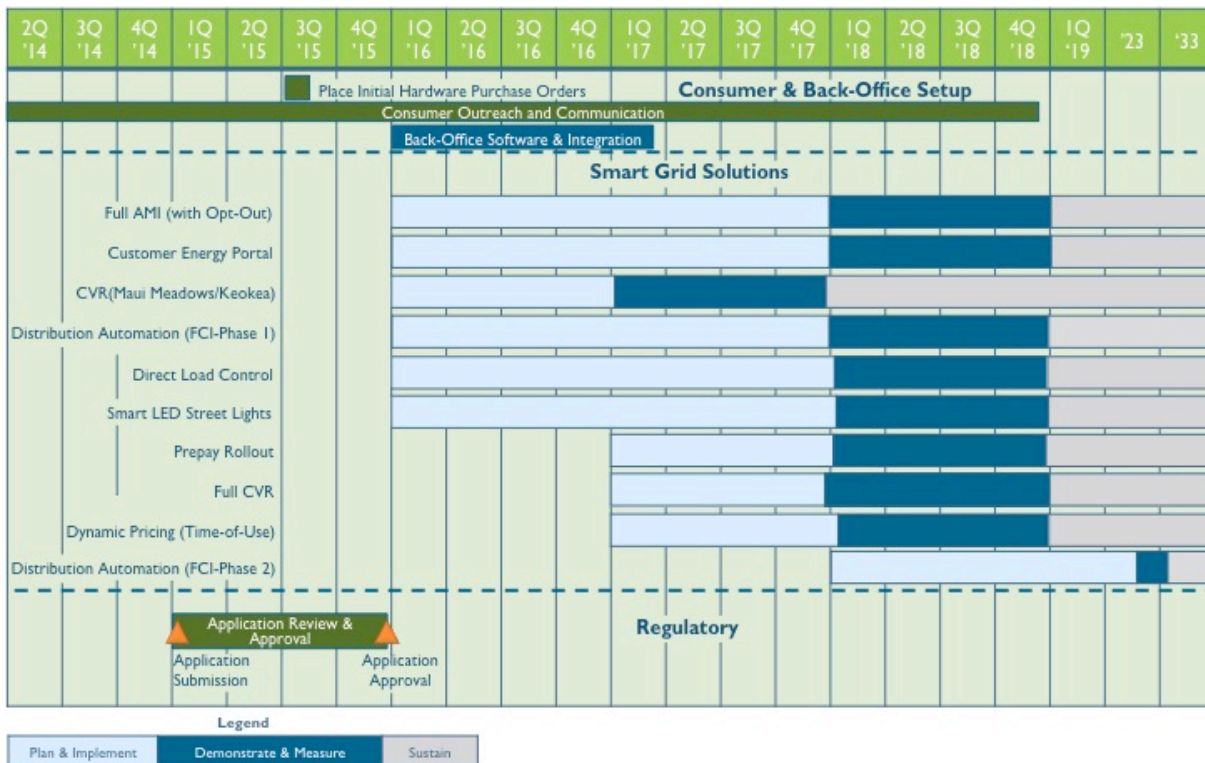 2Q 3Q 4Q 1Q 2Q 3Q 4Q 1Q 2Q 3Q 4Q 1Q 2Q 3Q 4Q 1Q 2Q 3Q 4Q 1Q '23 '33
'14 '14 '14 '15 '15 '15 '15 '16 '16 '16 '16 '17 '17 '17 '17 '18 '18 '18 '18 '19
Place Initial Hardware Purchase Orders
Consumer & Back-Office Setup
Consumer Outreach and Communication
Back-Office Software & Integration
Smart Grid Solutions
Full AMI (with Opt-Out)
Customer Energy Portal
CVR(Maui Meadows/Keokea)
Distribution Automation (FCI-Phase 1)
Direct Load Control
Smart LED Street Lights
Prepay Rollout
Full CVR
Dynamic Pricing (Time-of-Use)
Distribution Automation (FCI-Phase 2)
Application Review &
Approval
Regulatory
Application
Submission
Application
Approval
Legend
Plan & Implement
Demonstrate & Measure
Sustain